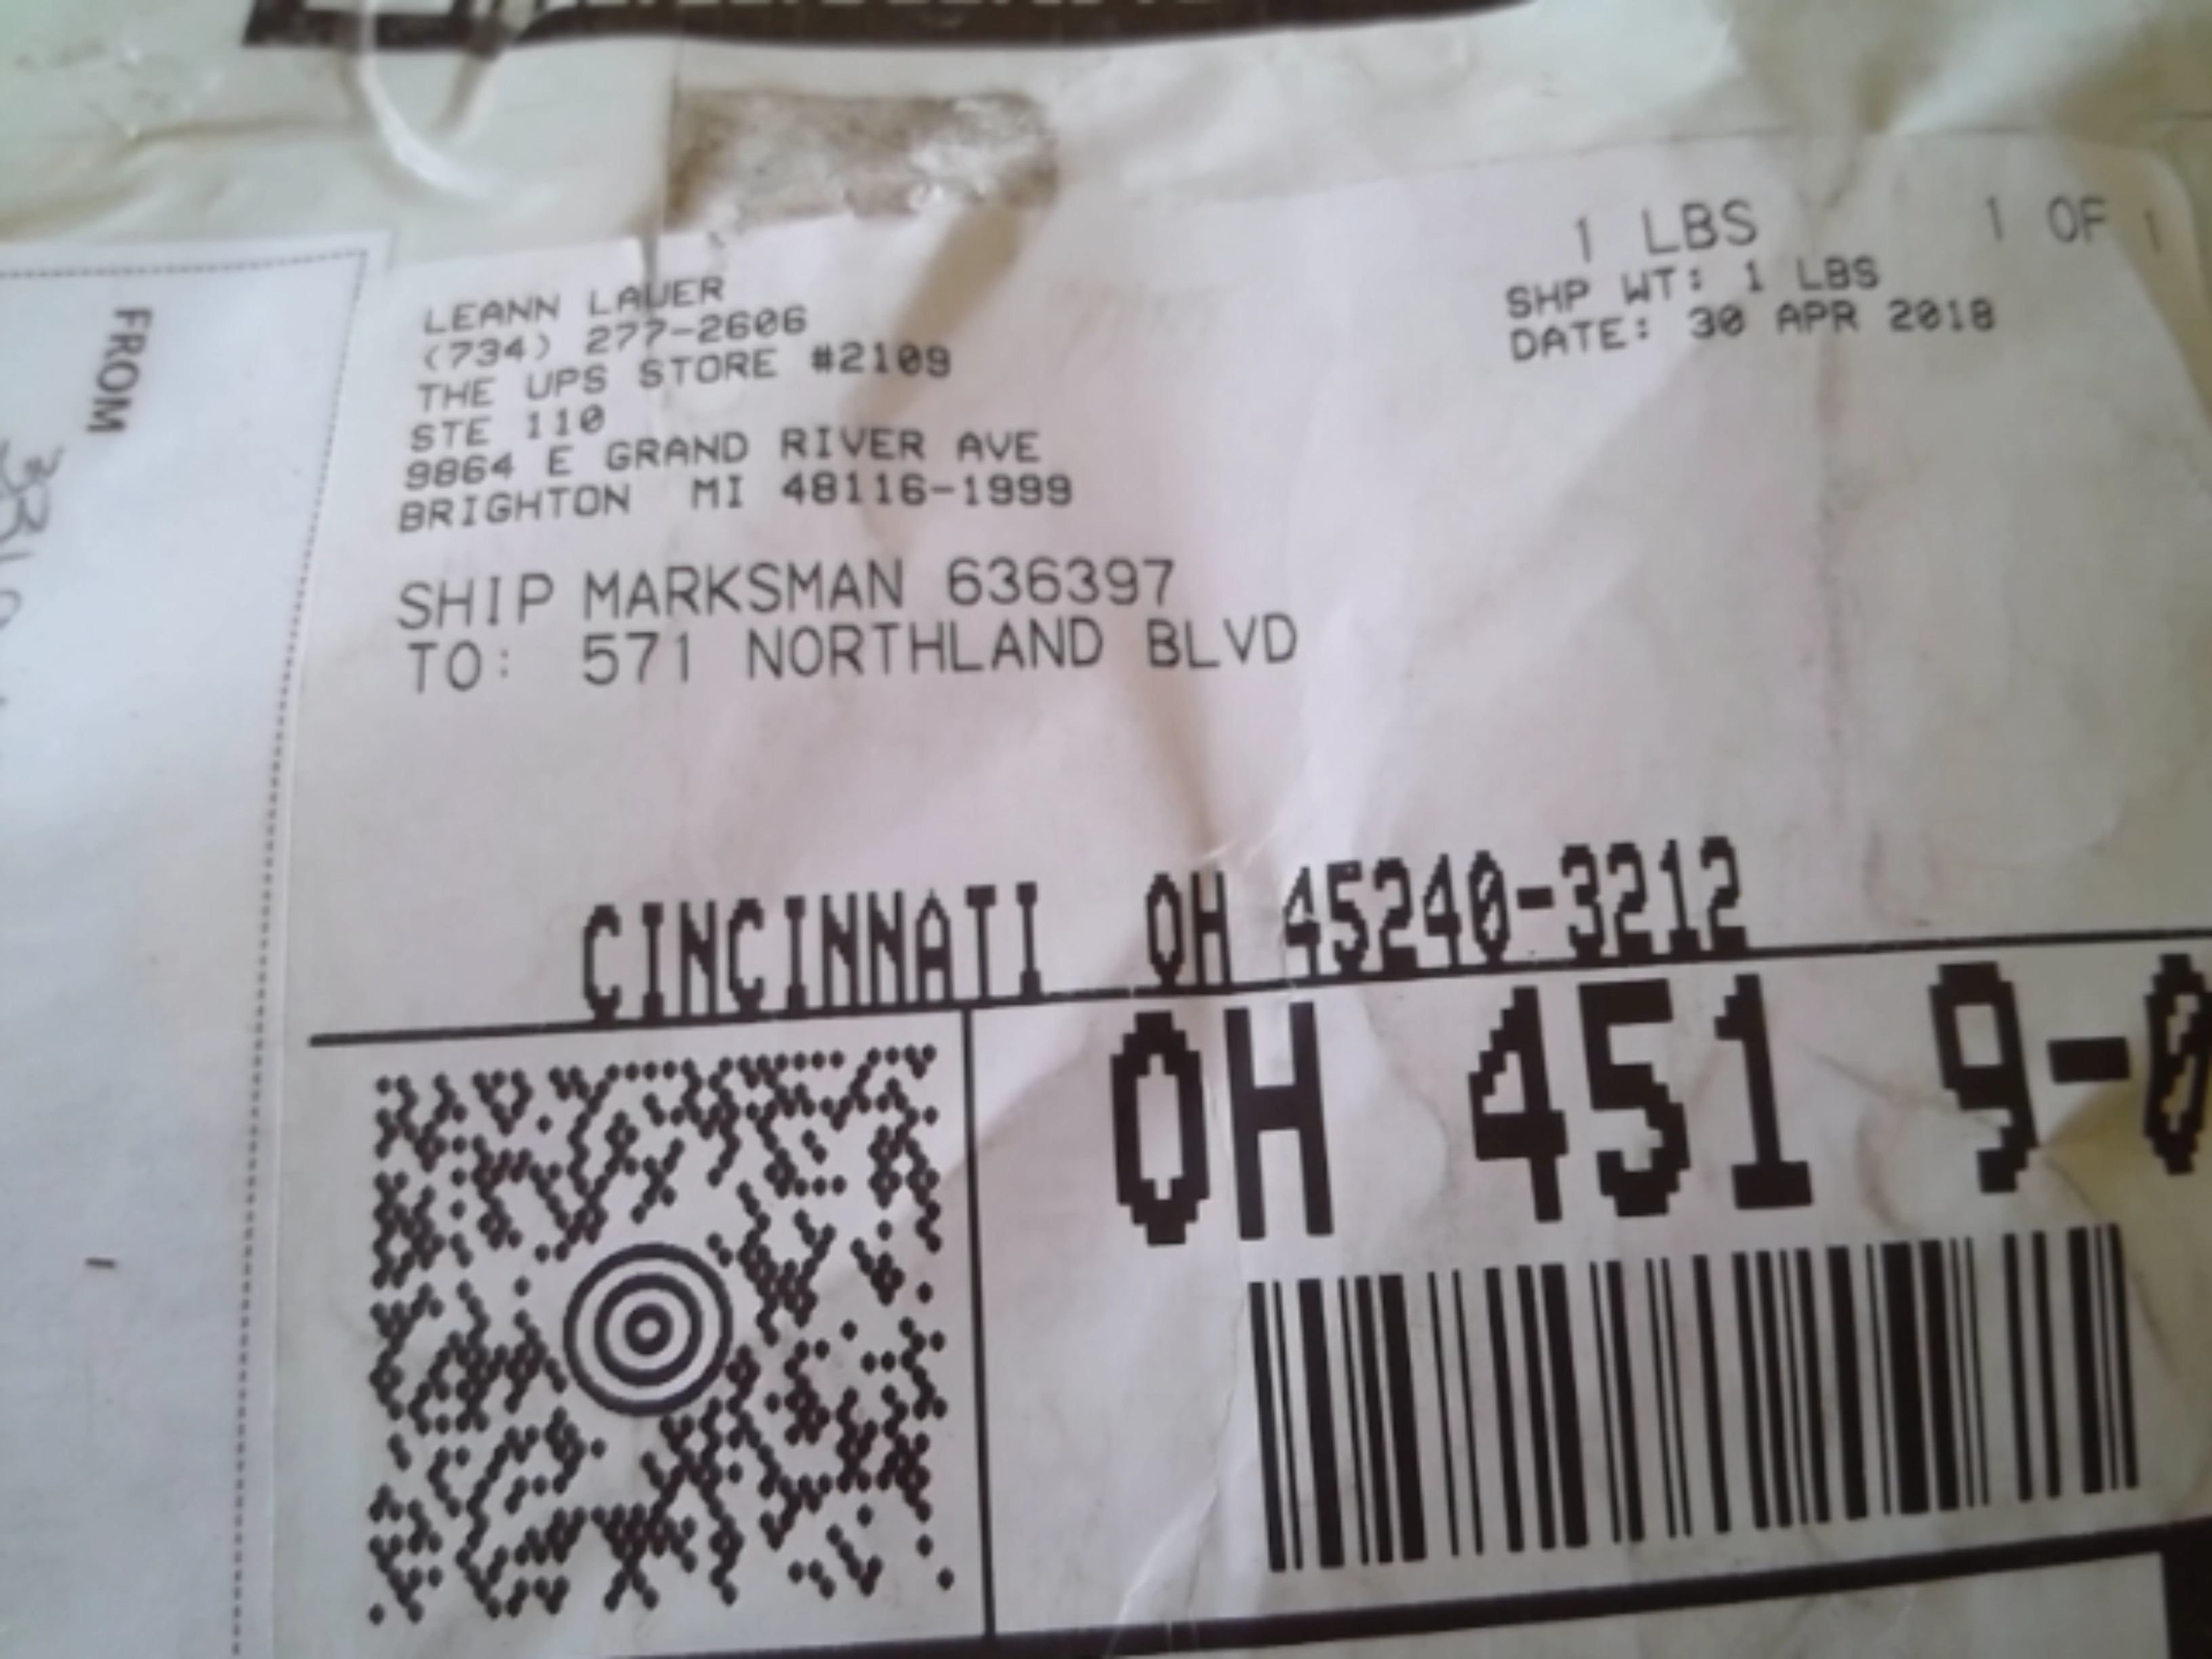 FROM
LEANN LAUER
(734) 277-2606
THE UPS STORE #2109
STE 110
9864 E GRAND RIVER AVE
BRIGHTON MI 48116-1999
1 LBS 1 OF 1
SHP WT: 1 LBS
DATE: 30 APR 2018
SHIP MARKSMAN 636397
TO: 571 NORTHLAND BLVD
CINCINNATI OH 45240-3212
OH 451 9-0